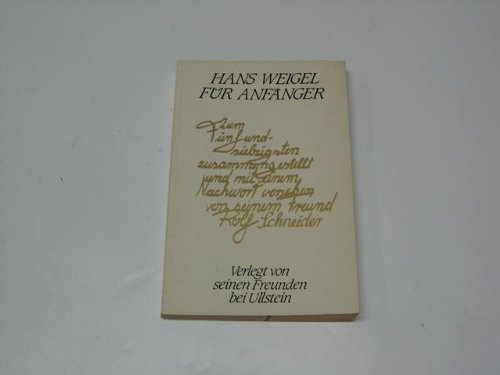 HANS WEIGEL
FÜR ANFÄNGER
Zum
Fünfund-
siebzigsten
zusammengestellt
und mit einem
Nachwort versehen
von seinem Freund
Rolf Schneider
Verlegt von
seinen Freunden
bei Ullstein